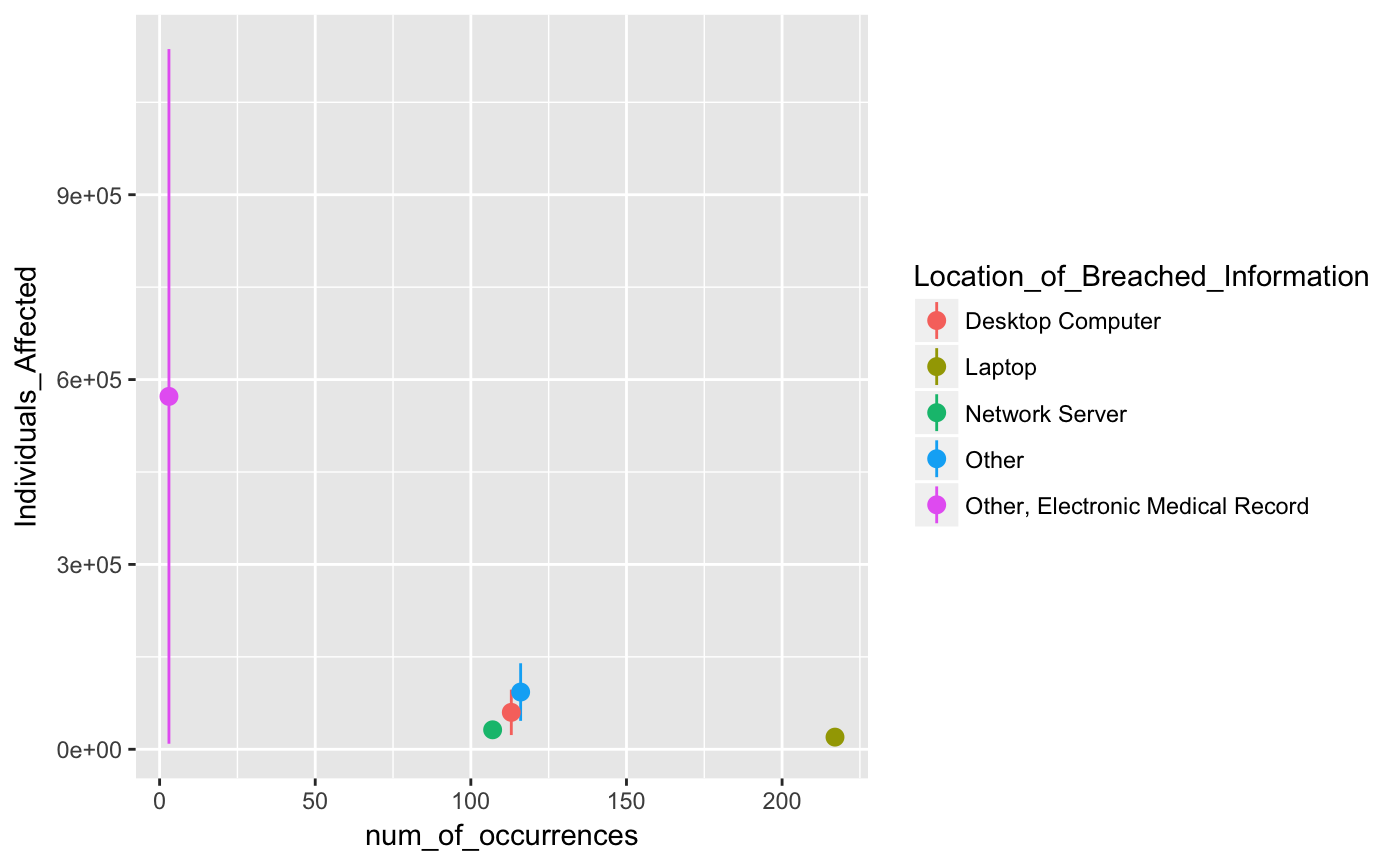 Individuals_Affected
9e+05
6e+05
3e+05
0e+00
0 50 100 150 200
num_of_occurrences
Location_of_Breached_Information
Desktop Computer
Laptop
Network Server
Other
Other, Electronic Medical Record